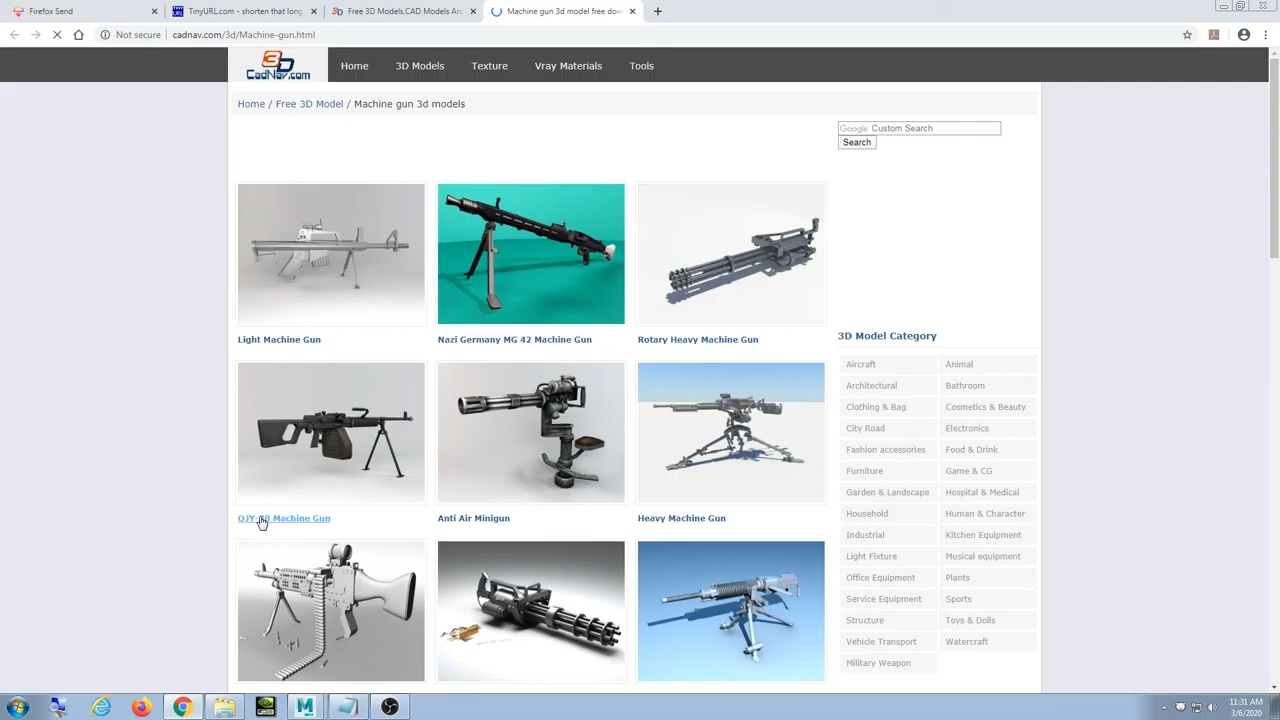 Firefox Send
TinyURL.com - shorten that long
Free 3D Models,CAD Models And
Machine gun 3d model free dow
Not secure
cadnav.com/Machine-gun.html
3D
CadNav.com
Home
3D Models
Texture
Vray Materials
Tools
Home / Free 3D Model / Machine gun 3d models
Google Custom Search
Search
Light Machine Gun
Nazi Germany MG 42 Machine Gun
Rotary Heavy Machine Gun
QJY-88 Machine Gun
Anti Air Minigun
Heavy Machine Gun
3D Model Category
Aircraft
Animal
Architectural
Bathroom
Clothing & Bag
Cosmetics & Beauty
City Road
Electronics
Fashion accessories
Food & Drink
Furniture
Game & CG
Garden & Landscape
Hospital & Medical
Household
Human & Character
Industrial
Kitchen Equipment
Light Fixture
Musical equipment
Office Equipment
Plants
Service Equipment
Sports
Structure
Toys & Dolls
Vehicle Transport
Watercraft
Military Weapon
11:31 AM
3/6/2020